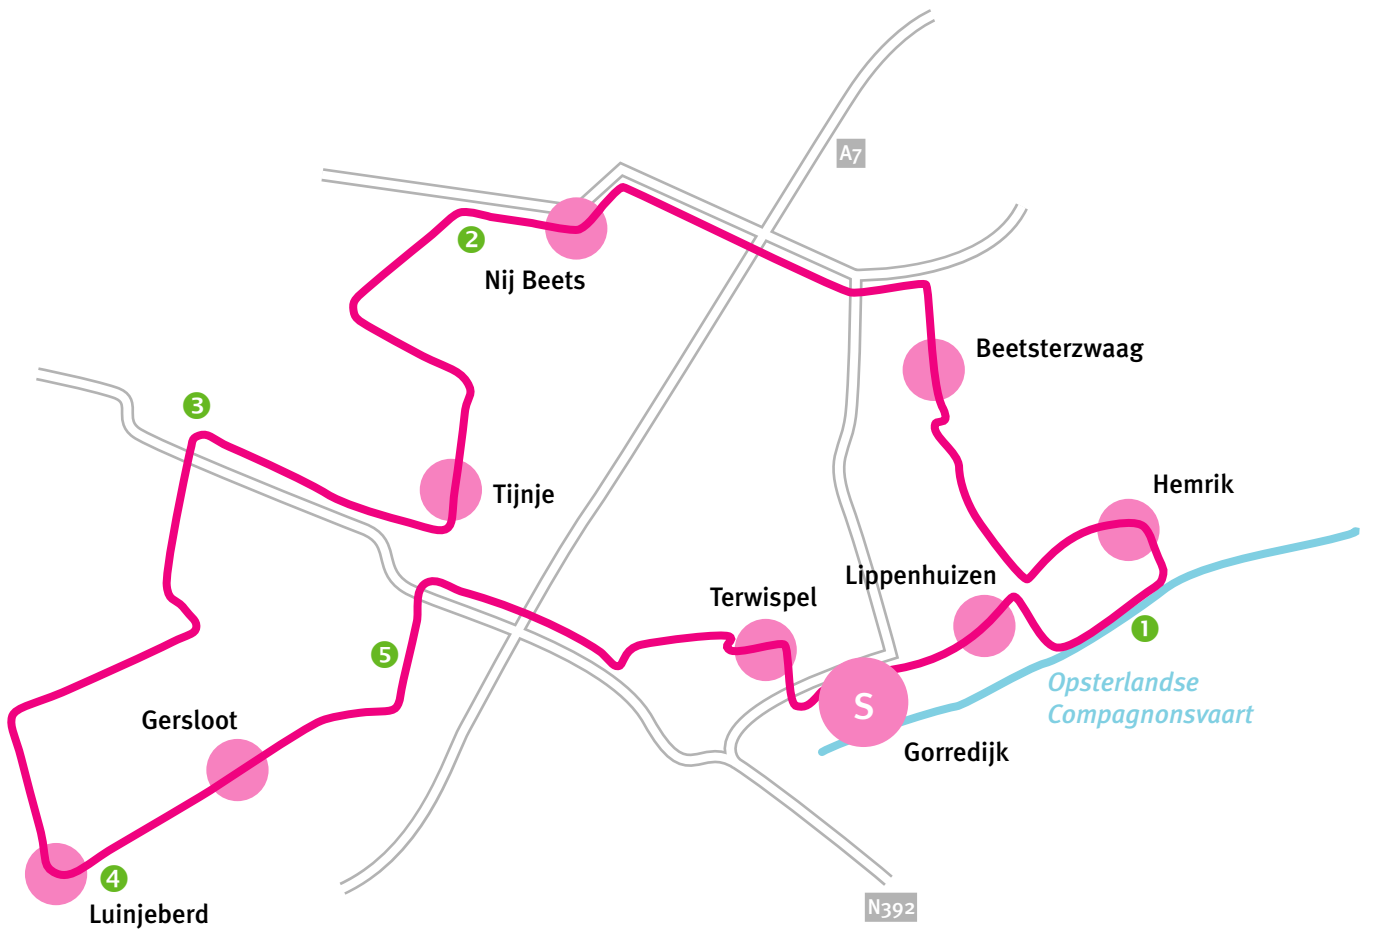 A7
2
Nij Beets
Beetsterzwaag
3
Tijnje
Hemrik
Lippenhuizen
Terwispel
1
5
Opsterlandse
Compagnonsvaart
S
Gersloot
Gorredijk
4
Luinjeberd
N392